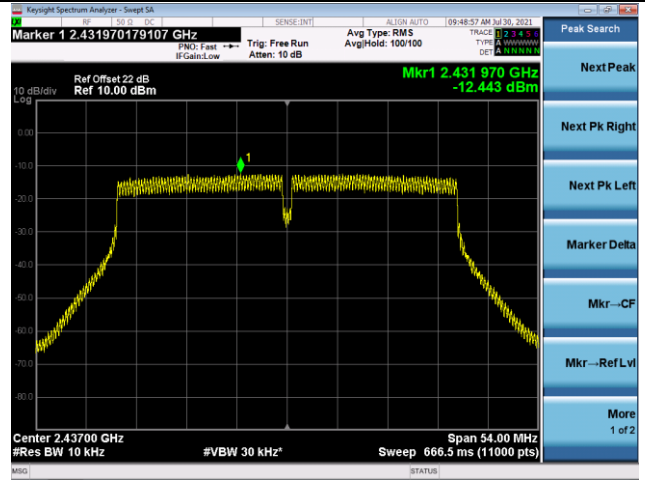 Keysight Spectrum Analyzer - Swept SA
RF 50 Ω DC SENSE:INT ALIGN AUTO 09:48:57 AM Jul 30, 2021
Marker 1 2.431970179107 GHz
PNO: Fast
IFGain:Low
Trig: Free Run
Atten: 10 dB
Avg Type: RMS
Avg|Hold: 100/100
TRACE 1 2 3 4 5 6
TYPE A WWWWW
DET A N N N N N
Ref Offset 22 dB
10 dB/div Ref 10.00 dBm
Log
Mkr1 2.431 970 GHz
-12.443 dBm
0.00
1
-10.0
-20.0
-30.0
-40.0
-50.0
-60.0
-70.0
-80.0
Center 2.43700 GHz Span 54.00 MHz
#Res BW 10 kHz #VBW 30 kHz* Sweep 666.5 ms (11000 pts)
MSG STATUS
Peak Search
Next Peak
Next Pk Right
Next Pk Left
Marker Delta
Mkr→CF
Mkr→Ref Lvl
More
1 of 2